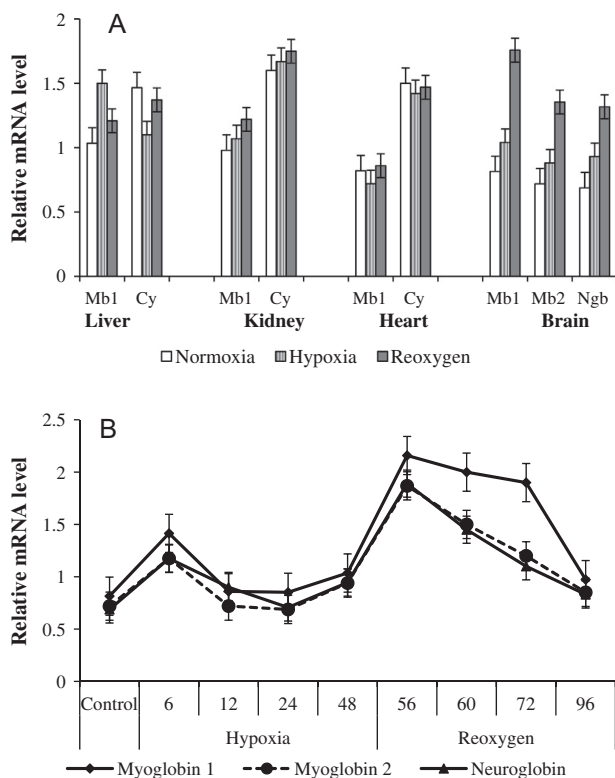 A
Relative mRNA level
2
1.5
1
0.5
0
Mb1 Cy Mb1 Cy Mb1 Cy Mb1 Mb2 Ngb
Liver Kidney Heart Brain
Normoxia Hypoxia Reoxygen
B
Relative mRNA level
2.5
2
1.5
1
0.5
0
Control 6 12 24 48 56 60 72 96
Hypoxia Reoxygen
Myoglobin 1 Myoglobin 2 Neuroglobin